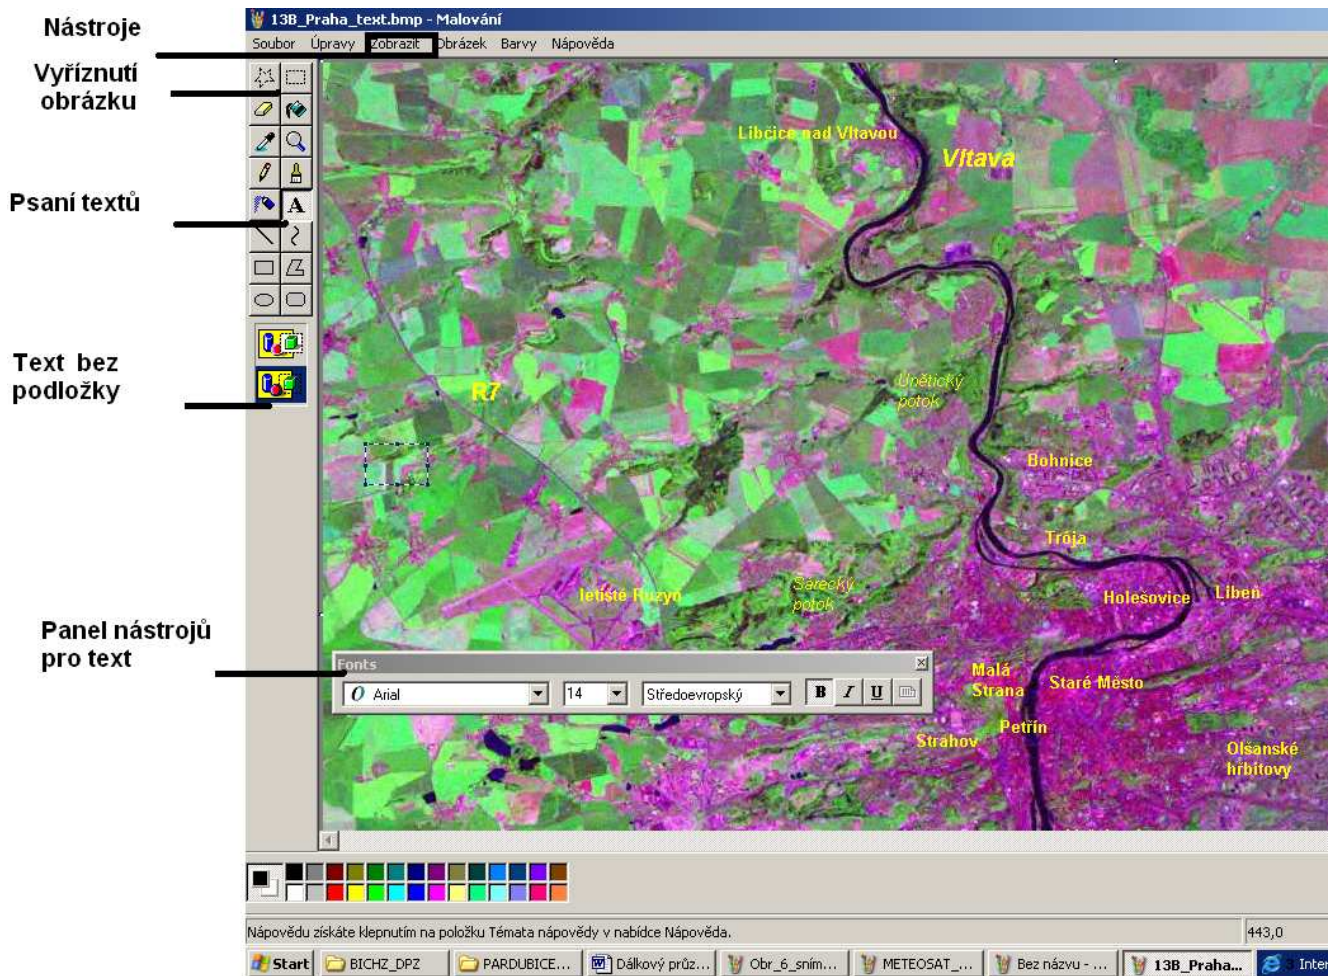 Nástroje
Vyříznutí
obrázku
Psaní textů
Text bez
podložky
Panel nástrojů
pro text
13B_Praha_text.bmp - Malování
Soubor Úpravy Zobrazit Obrázek Barvy Nápověda
A
Libčice nad Vltavou
Vltava
R7
Únětický
potok
Bohnice
Trója
Šárecký
potok
letiště Ruzyň
Holešovice
Libeň
Fonts
Arial 14 Středoevropský B I U
Malá
Strana
Staré Město
Petřín
Strahov
Olšanské
hřbitovy
Nápovědu získáte klepnutím na položku Témata nápovědy v nabídce Nápověda.
443,0
Start BICHZ_DPZ PARDUBICE... Dálkový průz... Obr_6_sním... METEOSAT_... Bez názvu - ... 13B_Praha... 3 Inter